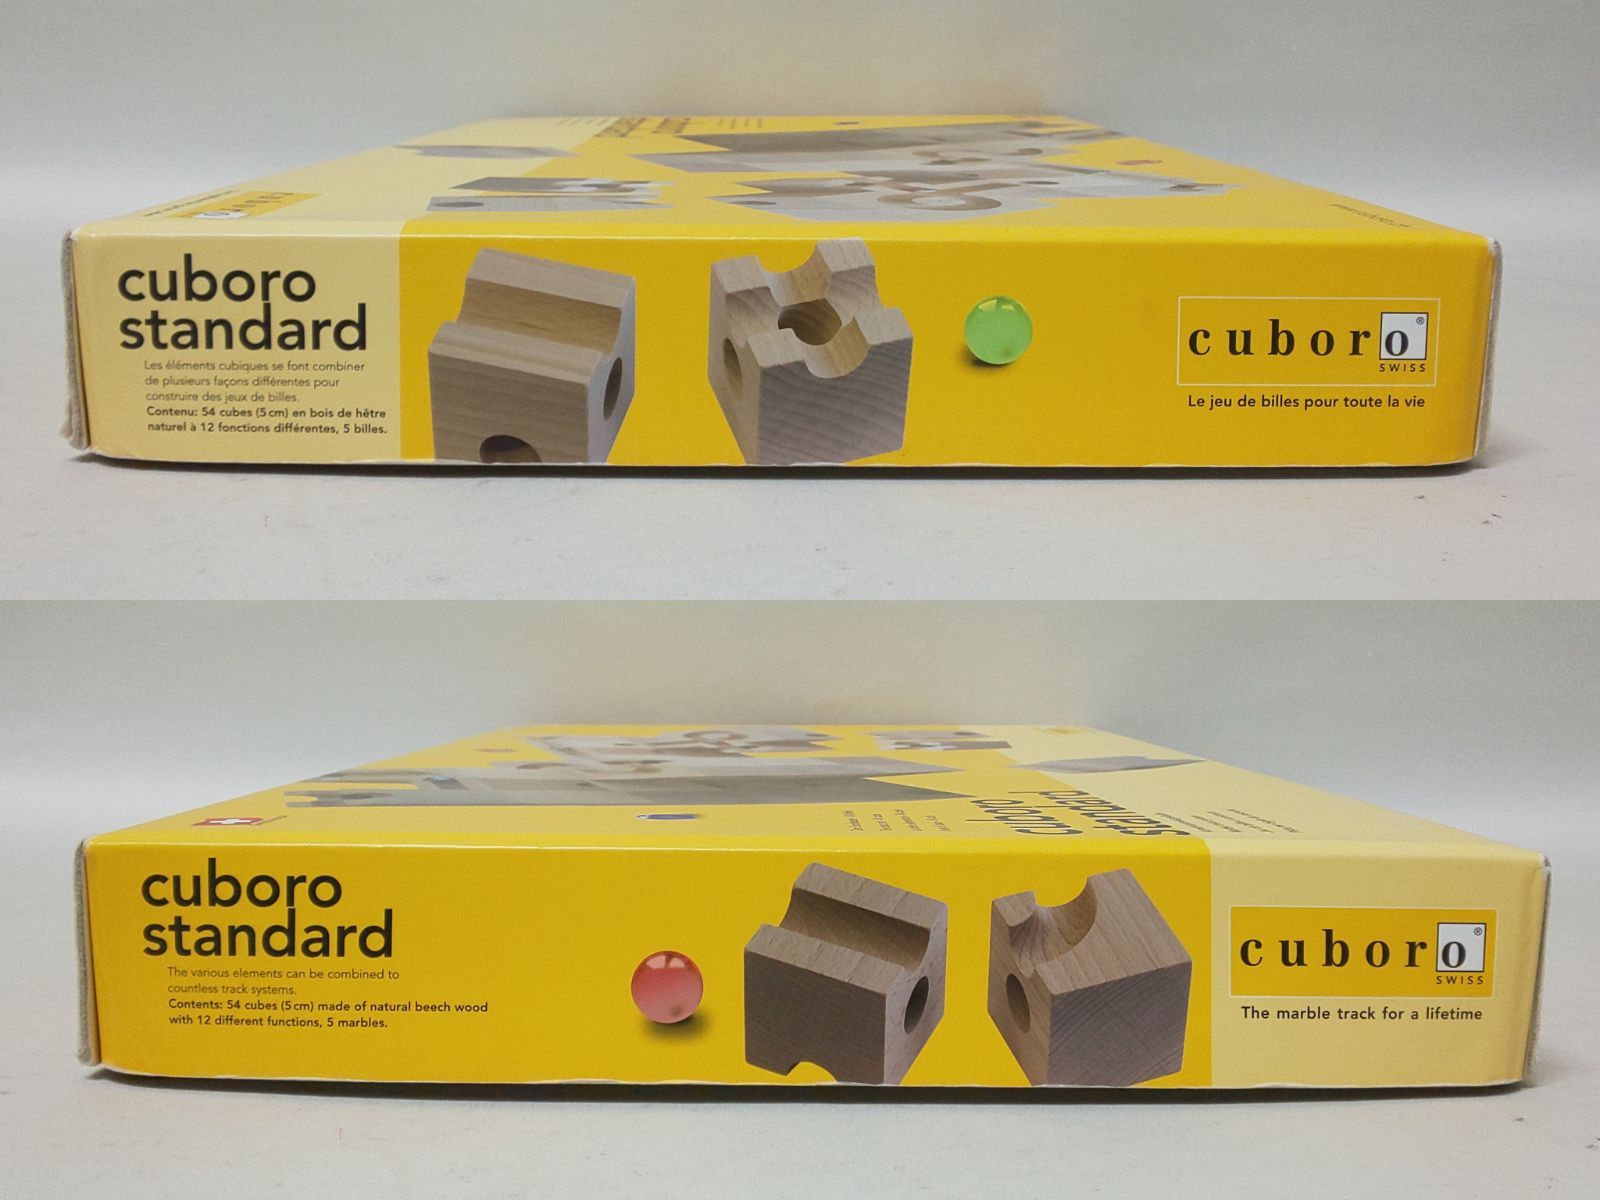 cuboro
standard
Les éléments cubiques se font combiner
de plusieurs façons différentes pour
construire des jeux de billes.
Contenu: 54 cubes (5 cm) en bois de hêtre
naturel à 12 fonctions différentes, 5 billes.
cuboro®
SWISS
Le jeu de billes pour toute la vie
cuboro
standard
cuboro
standard
The various elements can be combined to
countless track systems.
Contents: 54 cubes (5 cm) made of natural beech wood
with 12 different functions, 5 marbles.
cuboro®
SWISS
The marble track for a lifetime